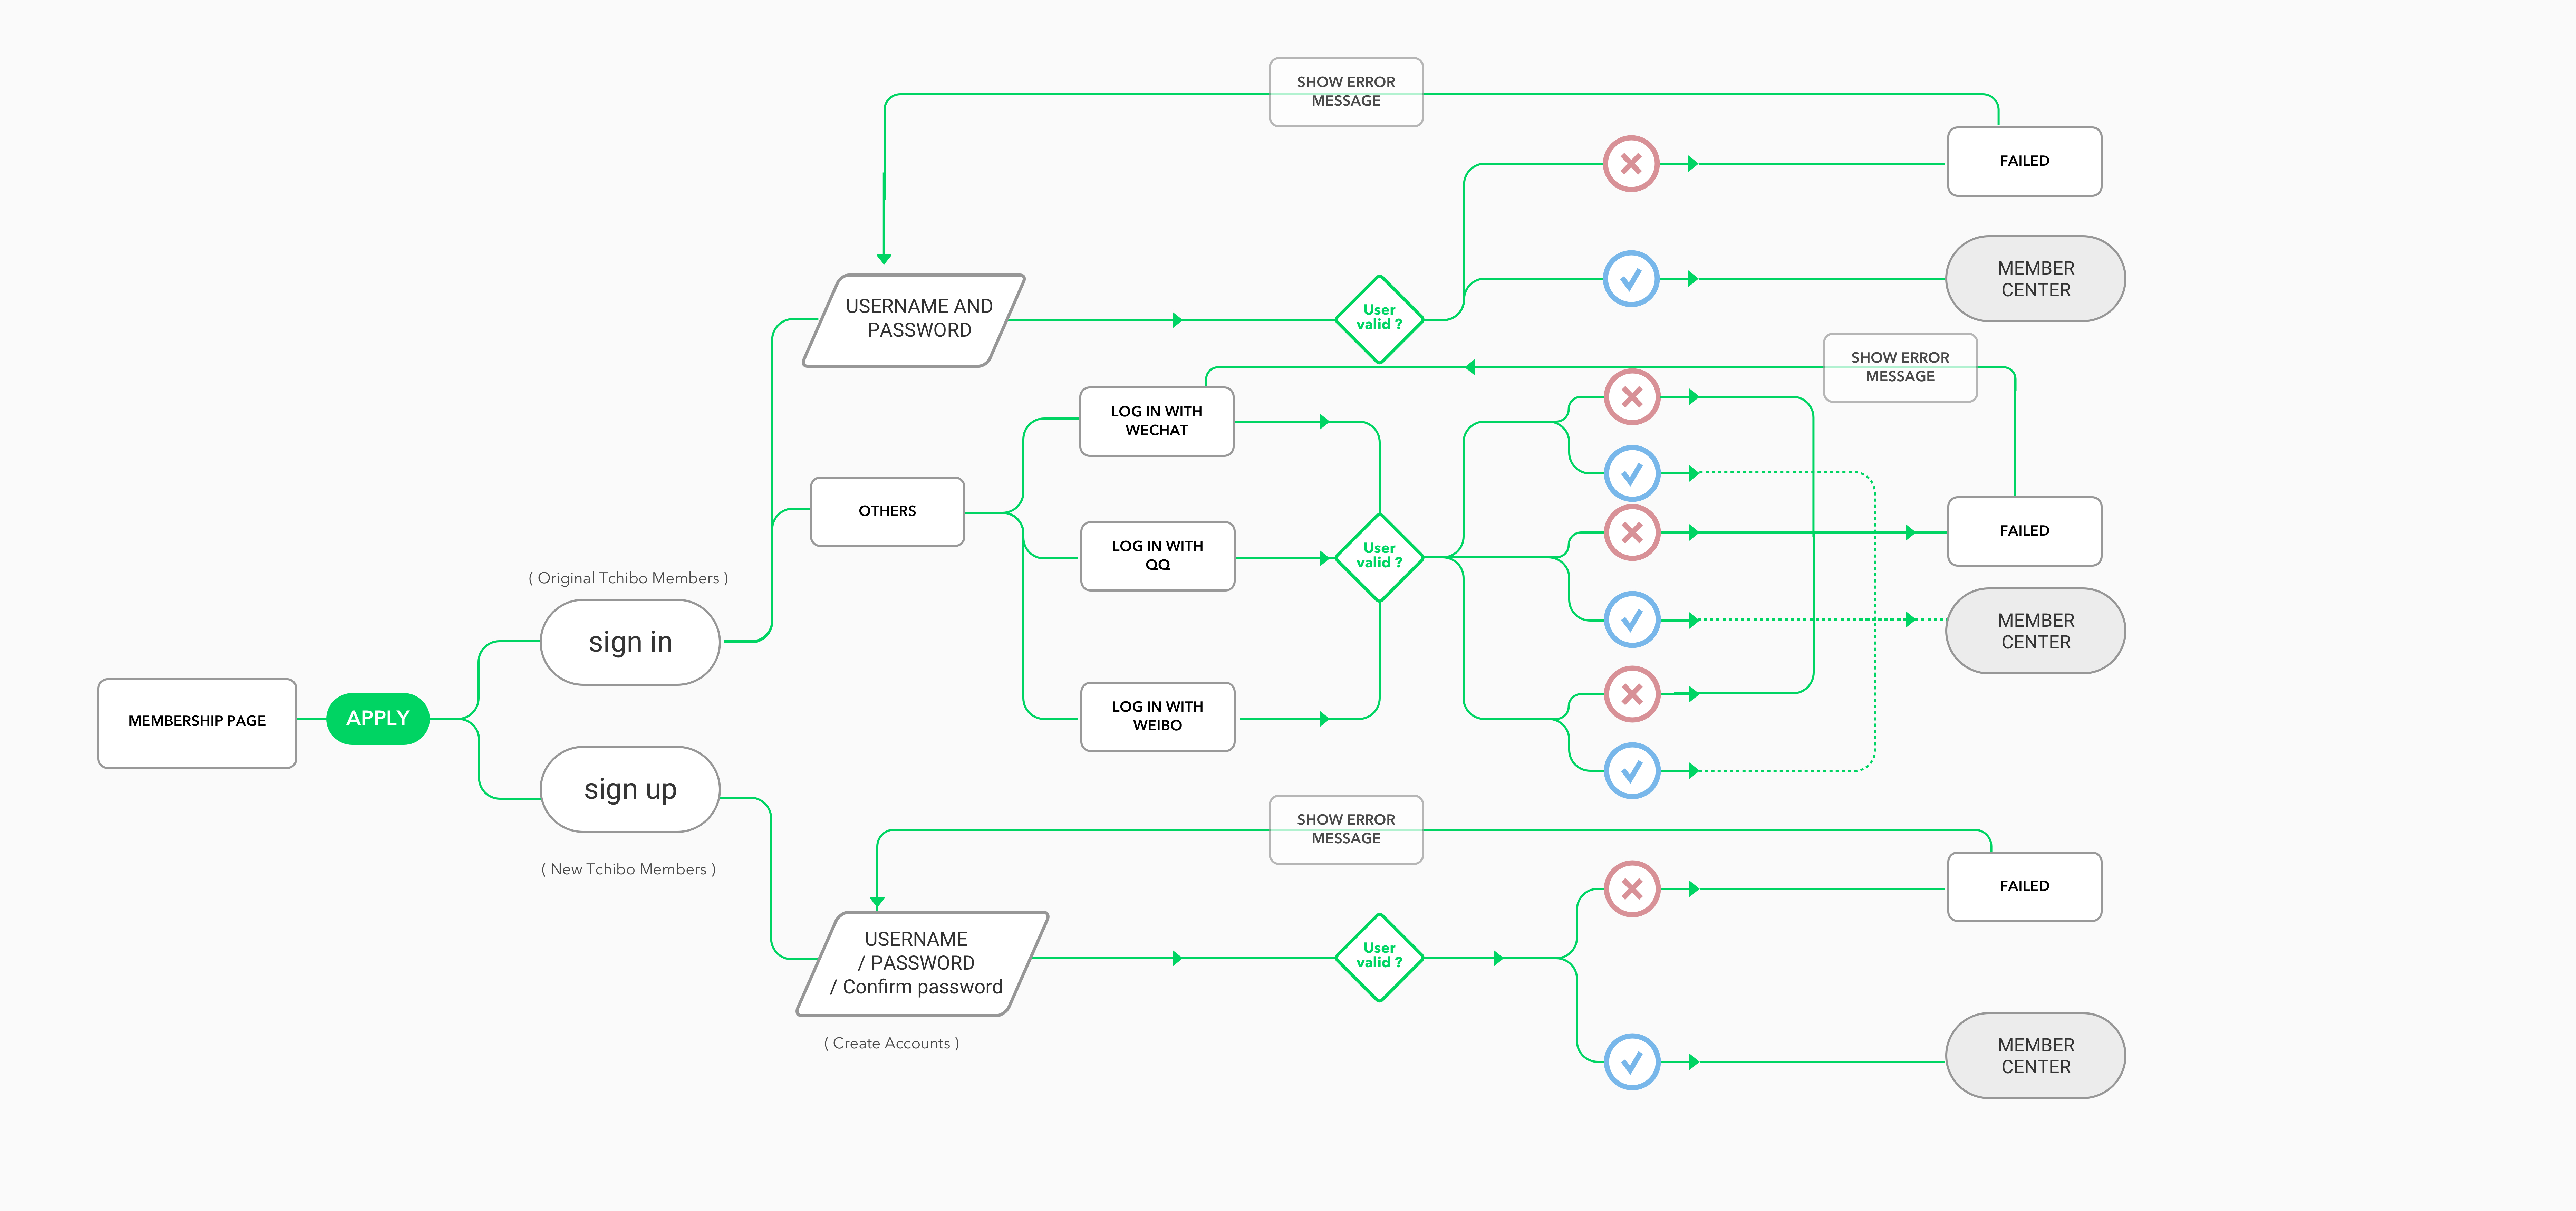 SHOW ERROR
MESSAGE
FAILED
MEMBER
CENTER
USERNAME AND
PASSWORD
User
valid ?
SHOW ERROR
MESSAGE
LOG IN WITH
WECHAT
OTHERS
LOG IN WITH
QQ
User
valid ?
FAILED
( Original Tchibo Members )
sign in
MEMBER
CENTER
MEMBERSHIP PAGE
APPLY
LOG IN WITH
WEIBO
sign up
( New Tchibo Members )
SHOW ERROR
MESSAGE
FAILED
USERNAME
/ PASSWORD
/ Confirm password
User
valid ?
( Create Accounts )
MEMBER
CENTER